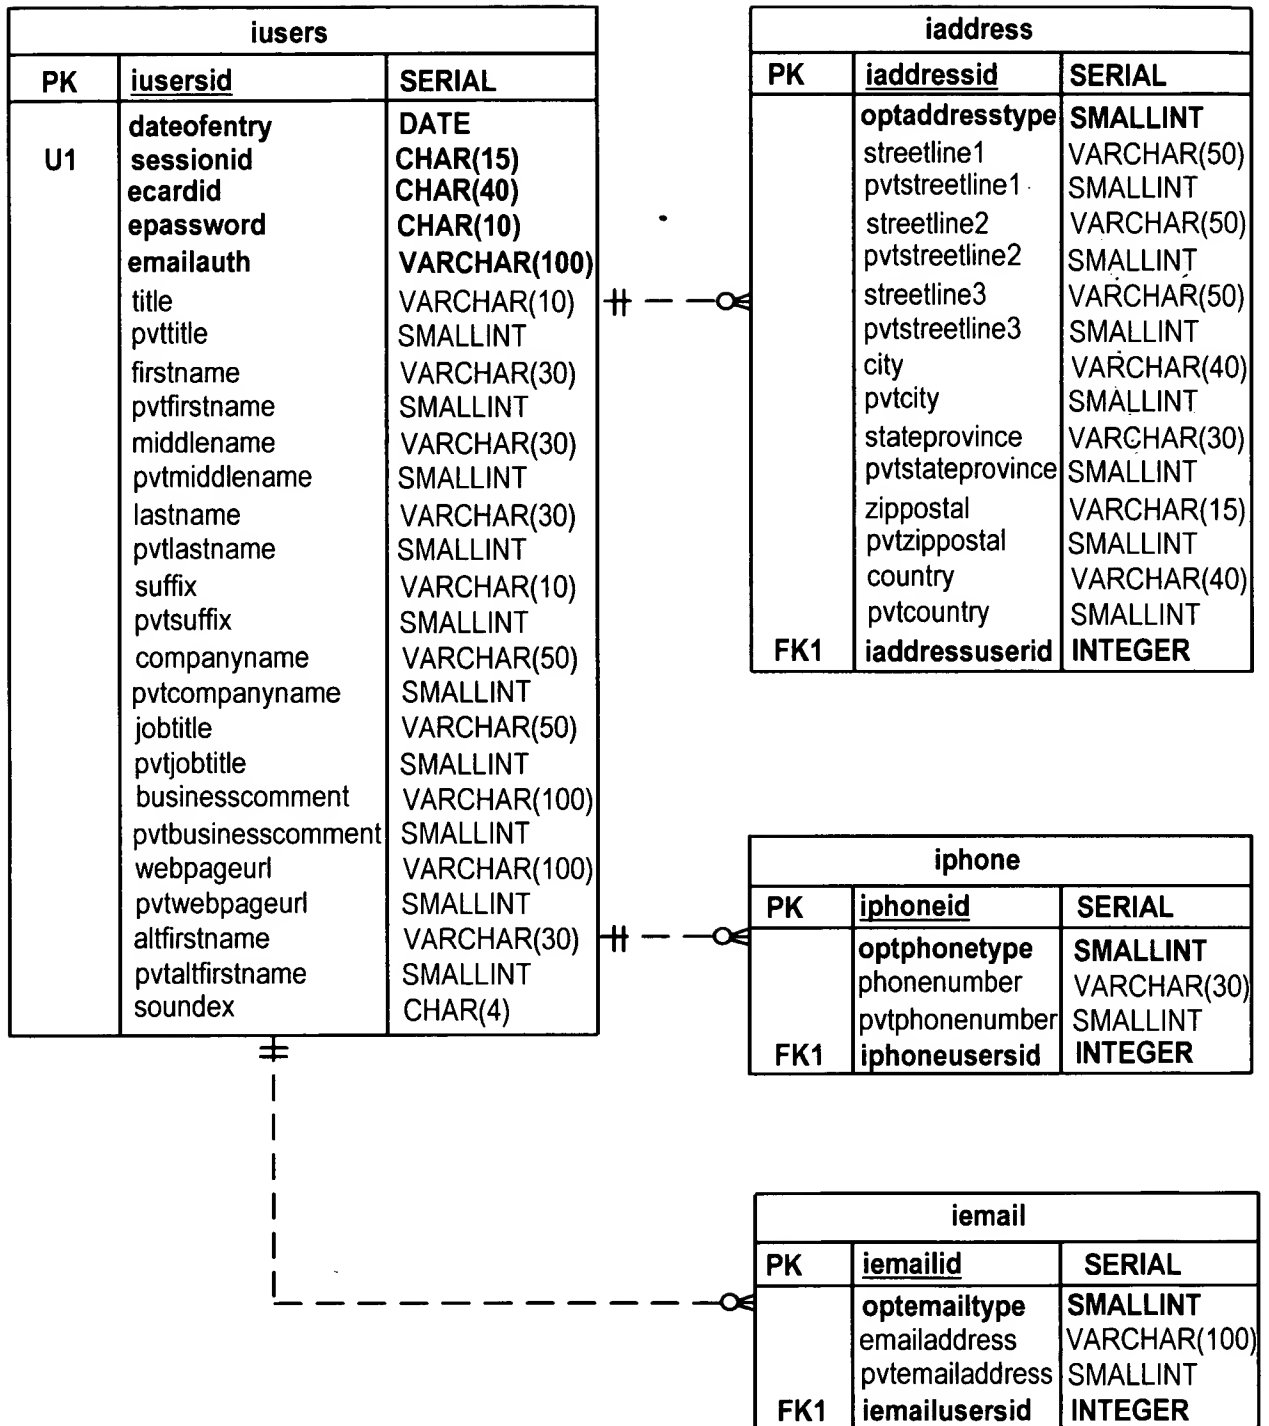 iusers
PK iusersid SERIAL
dateofentry DATE
U1 sessionid CHAR(15)
ecardid CHAR(40)
epassword CHAR(10)
emailauth VARCHAR(100)
title VARCHAR(10)
pvttitle SMALLINT
firstname VARCHAR(30)
pvtfirstname SMALLINT
middlename VARCHAR(30)
pvtmiddlename SMALLINT
lastname VARCHAR(30)
pvtlastname SMALLINT
suffix VARCHAR(10)
pvtsuffix SMALLINT
companyname VARCHAR(50)
pvtcompanyname SMALLINT
jobtitle VARCHAR(50)
pvtjobtitle SMALLINT
businesscomment VARCHAR(100)
pvtbusinesscomment SMALLINT
webpageurl VARCHAR(100)
pvtwebpageurl SMALLINT
altfirstname VARCHAR(30)
pvtaltfirstname SMALLINT
soundex CHAR(4)
iaddress
PK iaddressid SERIAL
optaddresstype SMALLINT
streetline1 VARCHAR(50)
pvtstreetline1 SMALLINT
streetline2 VARCHAR(50)
pvtstreetline2 SMALLINT
streetline3 VARCHAR(50)
pvtstreetline3 SMALLINT
city VARCHAR(40)
pvtcity SMALLINT
stateprovince VARCHAR(30)
pvtstateprovince SMALLINT
zippostal VARCHAR(15)
pvtzippostal SMALLINT
country VARCHAR(40)
pvtcountry SMALLINT
FK1 iaddressuserid INTEGER
iphone
PK iphoneid SERIAL
optphonetype SMALLINT
phonenumber VARCHAR(30)
pvtphonenumber SMALLINT
FK1 iphoneusersid INTEGER
iemail
PK iemailid SERIAL
optemailtype SMALLINT
emailaddress VARCHAR(100)
pvtemailaddress SMALLINT
FK1 iemailusersid INTEGER